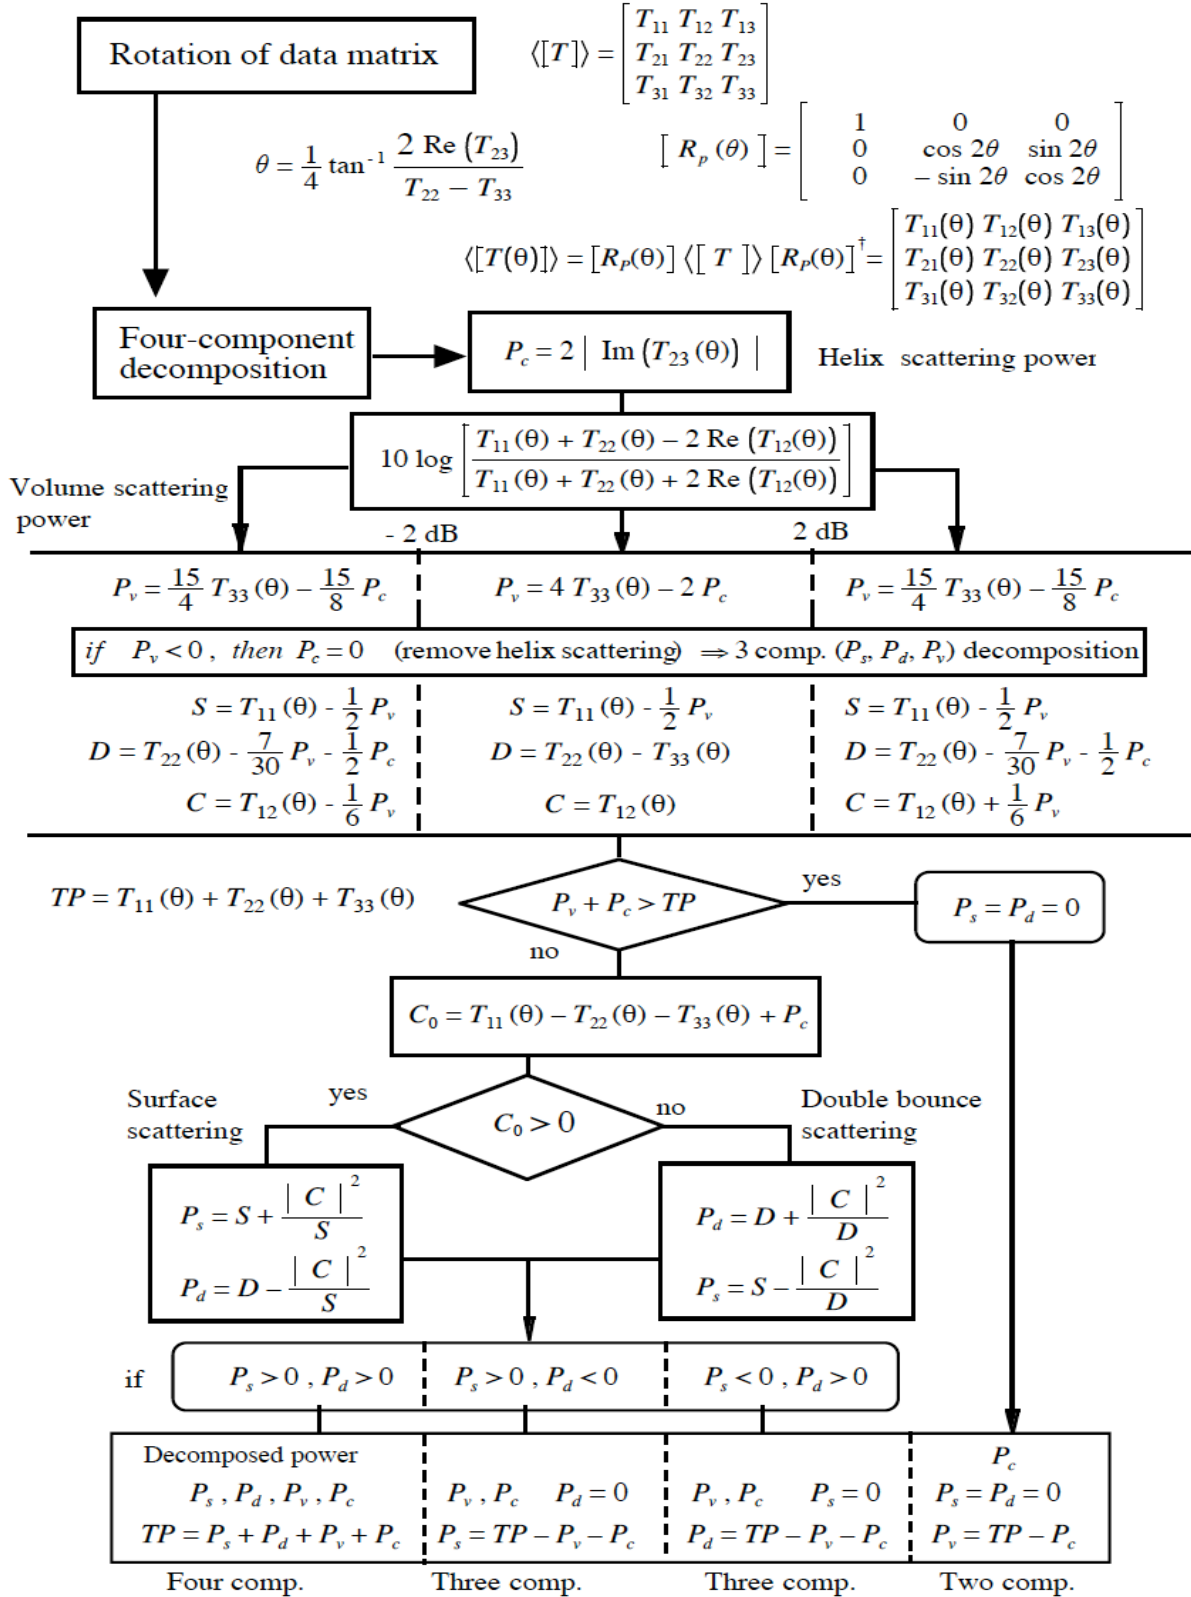 Rotation of data matrix
⟨[T]⟩ = [ T11 T12 T13
T21 T22 T23
T31 T32 T33 ]
θ = 1/4 tan⁻¹ 2 Re (T23) / T22 − T33
[ Rp (θ) ] = [ 1 0 0
0 cos 2θ sin 2θ
0 − sin 2θ cos 2θ ]
⟨[T(θ)]⟩ = [RP(θ)] ⟨[ T ]⟩ [RP(θ)]† = [ T11(θ) T12(θ) T13(θ)
T21(θ) T22(θ) T23(θ)
T31(θ) T32(θ) T33(θ) ]
Four-component
decomposition
Pc = 2 | Im (T23 (θ)) |
Helix scattering power
10 log [ T11 (θ) + T22 (θ) − 2 Re (T12(θ)) / T11 (θ) + T22 (θ) + 2 Re (T12(θ)) ]
Volume scattering
power
- 2 dB
2 dB
Pv = 15/4 T33 (θ) − 15/8 Pc
Pv = 4 T33 (θ) − 2 Pc
Pv = 15/4 T33 (θ) − 15/8 Pc
if Pv < 0 , then Pc = 0 (remove helix scattering) ⇒ 3 comp. (Ps, Pd, Pv) decomposition
S = T11 (θ) - 1/2 Pv
S = T11 (θ) - 1/2 Pv
S = T11 (θ) - 1/2 Pv
D = T22 (θ) - 7/30 Pv - 1/2 Pc
D = T22 (θ) - T33 (θ)
D = T22 (θ) - 7/30 Pv - 1/2 Pc
C = T12 (θ) - 1/6 Pv
C = T12 (θ)
C = T12 (θ) + 1/6 Pv
TP = T11 (θ) + T22 (θ) + T33 (θ)
Pv + Pc > TP
yes
Ps = Pd = 0
no
C0 = T11 (θ) − T22 (θ) − T33 (θ) + Pc
Surface
scattering
yes
C0 > 0
no
Double bounce
scattering
Ps = S + | C |² / S
Pd = D − | C |² / S
Pd = D + | C |² / D
Ps = S − | C |² / D
if
Ps > 0 , Pd > 0
Ps > 0 , Pd < 0
Ps < 0 , Pd > 0
Decomposed power
Ps , Pd , Pv , Pc
TP = Ps + Pd + Pv + Pc
Pv , Pc Pd = 0
Ps = TP − Pv − Pc
Pv , Pc Ps = 0
Pd = TP − Pv − Pc
Pc
Ps = Pd = 0
Pv = TP − Pc
Four comp.
Three comp.
Three comp.
Two comp.